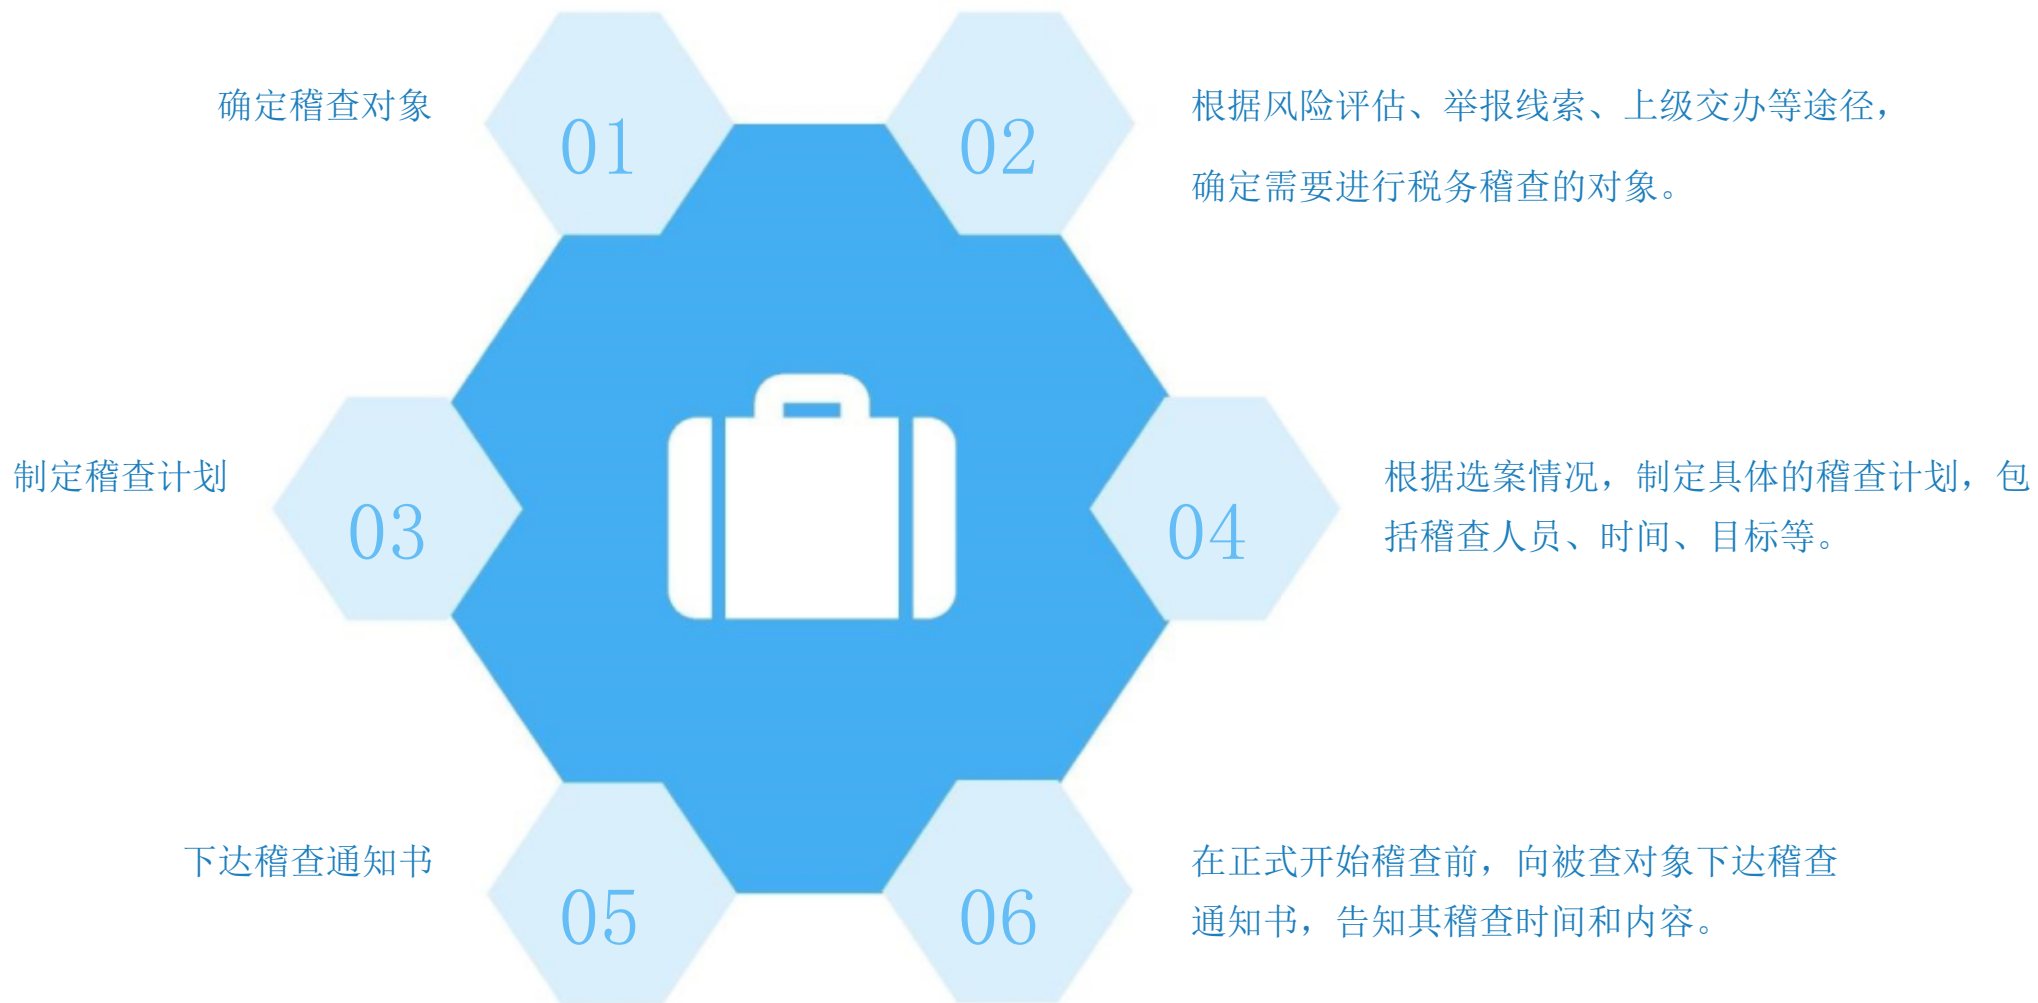 确定稽查对象
01
02
根据风险评估、举报线索、上级交办等途径，
确定需要进行税务稽查的对象。
制定稽查计划
03
04
根据选案情况，制定具体的稽查计划，包
括稽查人员、时间、目标等。
下达稽查通知书
05
06
在正式开始稽查前，向被查对象下达稽查
通知书，告知其稽查时间和内容。